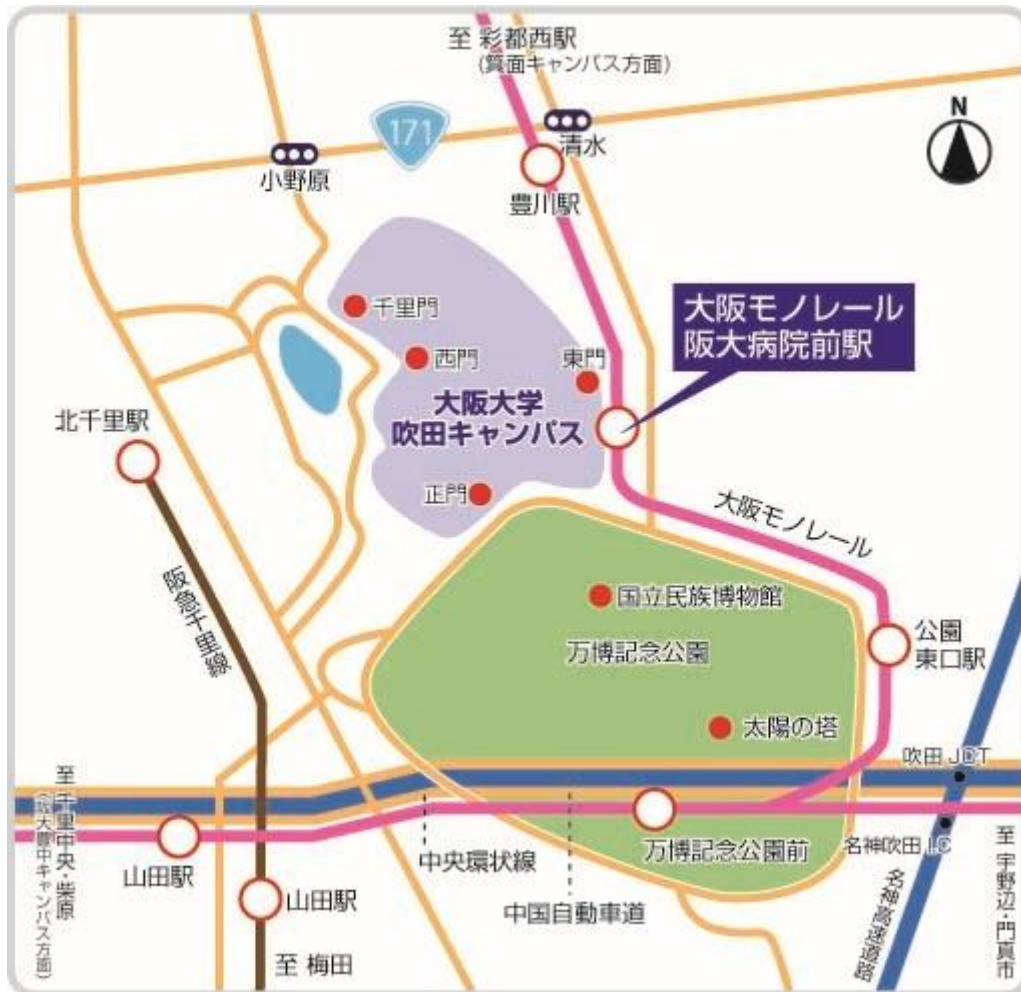 至 彩都西駅
(箕面キャンパス方面)
N
171
清水
小野原
豊川駅
大阪モノレール
阪大病院前駅
千里門
西門
東門
大阪大学
吹田キャンパス
北千里駅
正門
大阪モノレール
阪急千里線
国立民族博物館
万博記念公園
公園
東口駅
太陽の塔
吹田 JCT
至 千里中央・柴原
(阪大豊中キャンパス方面)
山田駅
中央環状線
万博記念公園前
名神吹田 I.C
至 宇野辺・門真市
山田駅
中国自動車道
名神高速道路
至 梅田